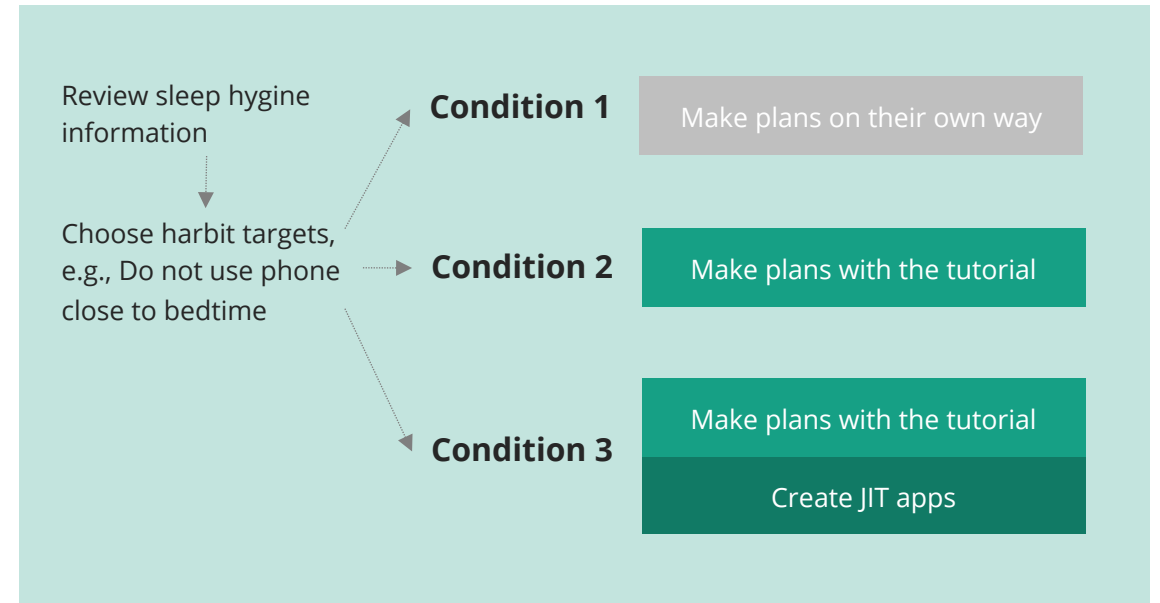 Review sleep hygine
information
Choose harbit targets,
e.g., Do not use phone
close to bedtime
Condition 1
Make plans on their own way
Condition 2
Make plans with the tutorial
Condition 3
Make plans with the tutorial
Create JIT apps